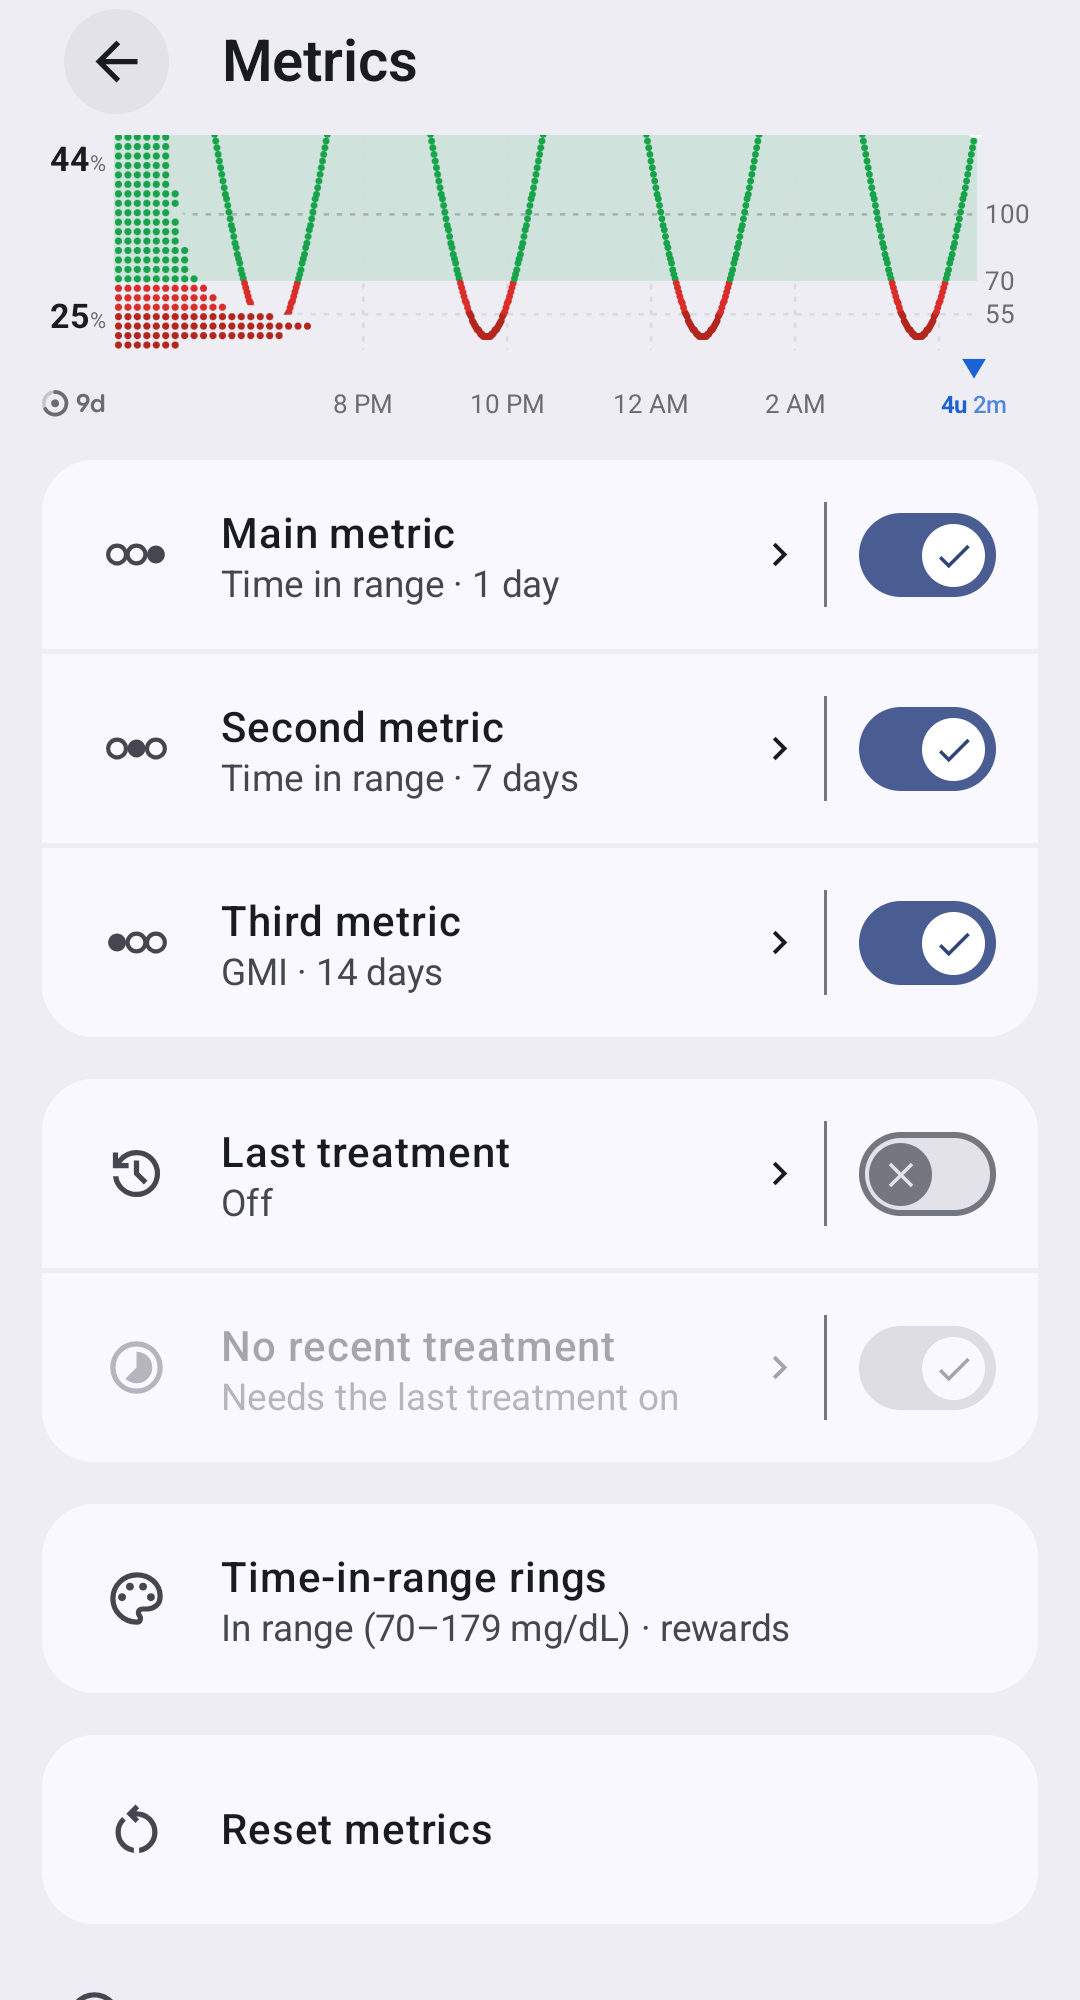 Metrics
44%
100
70
25%
55
9d
8 PM
10 PM
12 AM
2 AM
4u 2m
Main metric
Time in range · 1 day
Second metric
Time in range · 7 days
Third metric
GMI · 14 days
Last treatment
Off
No recent treatment
Needs the last treatment on
Time-in-range rings
In range (70–179 mg/dL) · rewards
Reset metrics